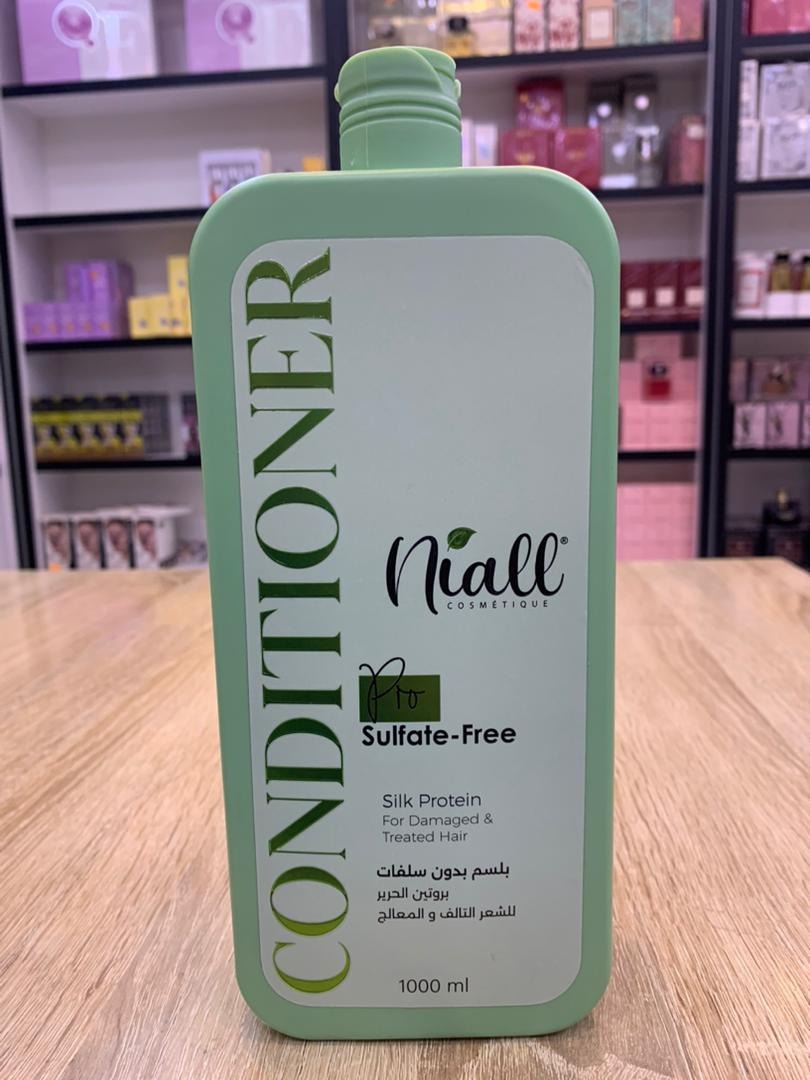 CONDITIONER
Niall®
COSMÉTIQUE
Pro
Sulfate-Free
Silk Protein
For Damaged &
Treated Hair
بلسم بدون سلفات
بروتين الحرير
للشعر التالف و المعالج
1000 ml